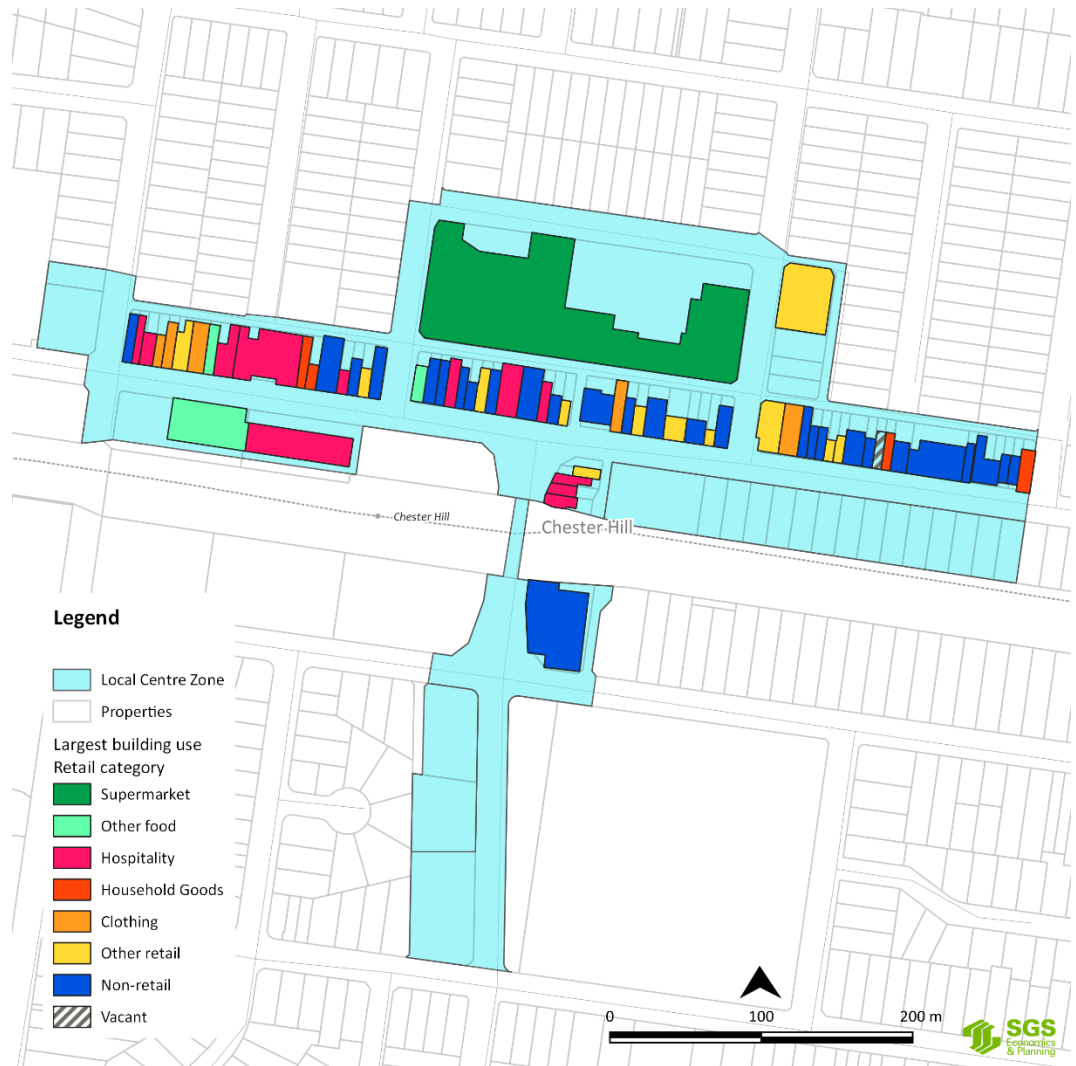 Chester Hill
Chester Hill
Legend
Local Centre Zone
Properties
Largest building use
Retail category
Supermarket
Other food
Hospitality
Household Goods
Clothing
Other retail
Non-retail
Vacant
0 100 200 m
SGS
Economics
& Planning